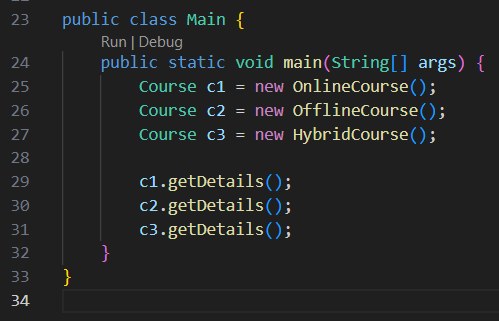 23 public class Main {
Run | Debug
24 public static void main(String[] args) {
25 Course c1 = new OnlineCourse();
26 Course c2 = new OfflineCourse();
27 Course c3 = new HybridCourse();
28
29 c1.getDetails();
30 c2.getDetails();
31 c3.getDetails();
32 }
33 }
34